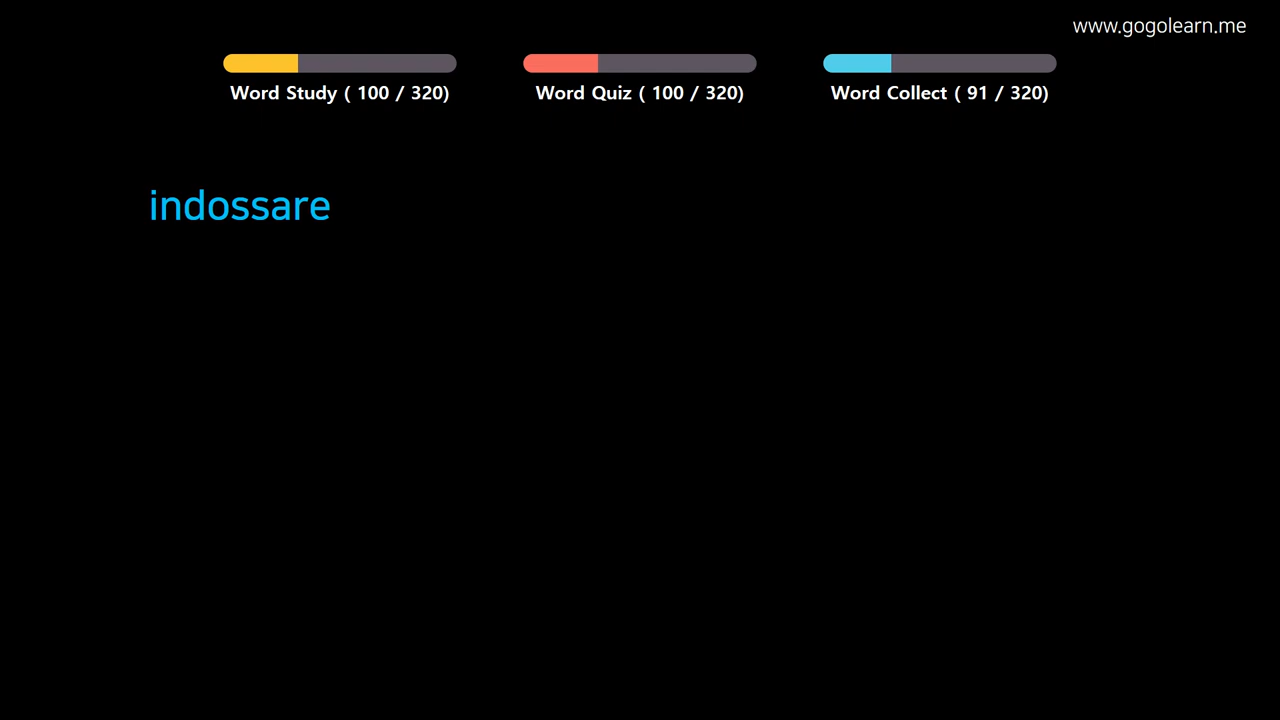 www.gogolearn.me
Word Study ( 100 / 320)
Word Quiz ( 100 / 320)
Word Collect ( 91 / 320)
indossare